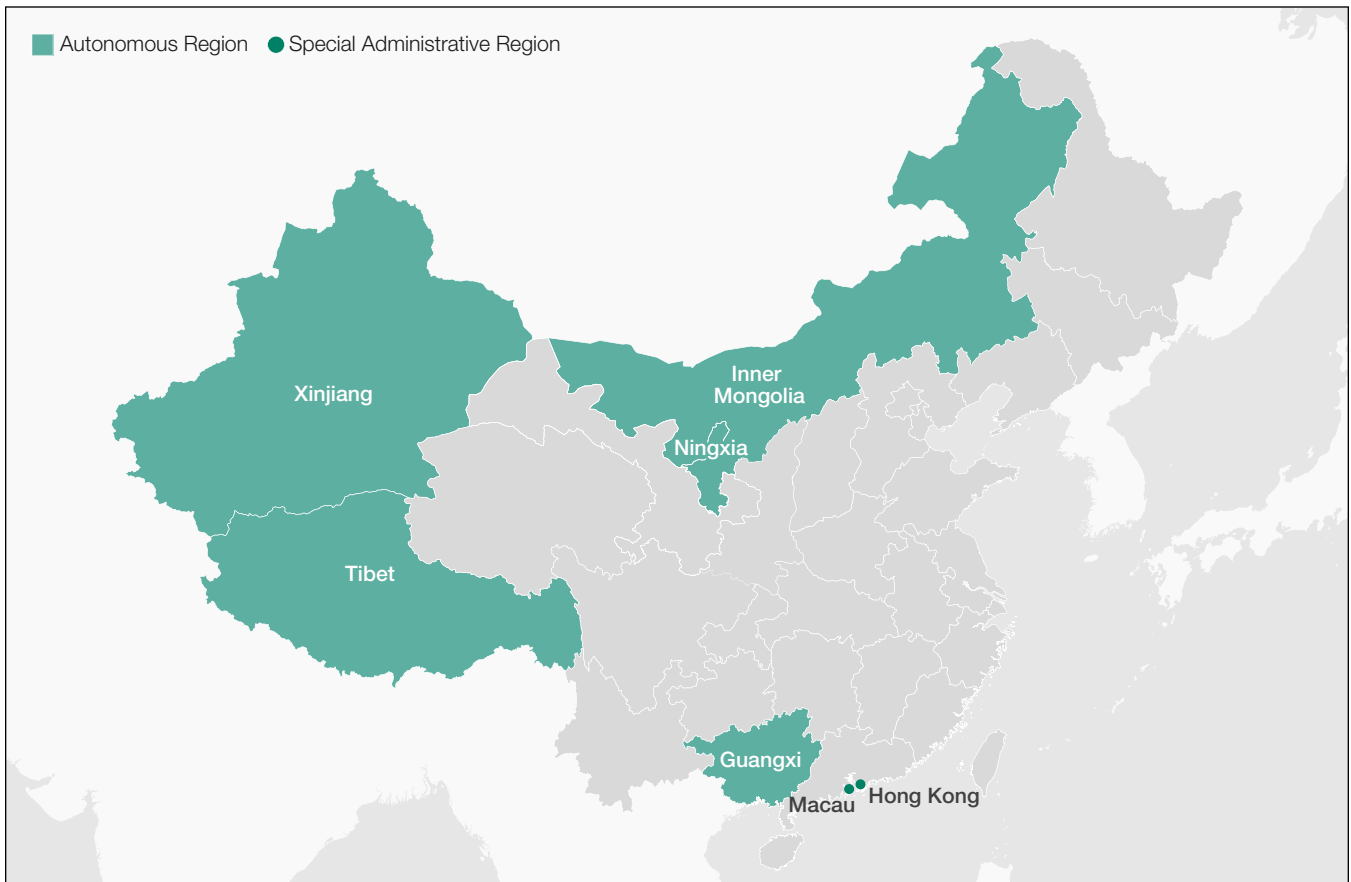 Autonomous Region
Special Administrative Region
Xinjiang
Inner
Mongolia
Ningxia
Tibet
Guangxi
Macau
Hong Kong